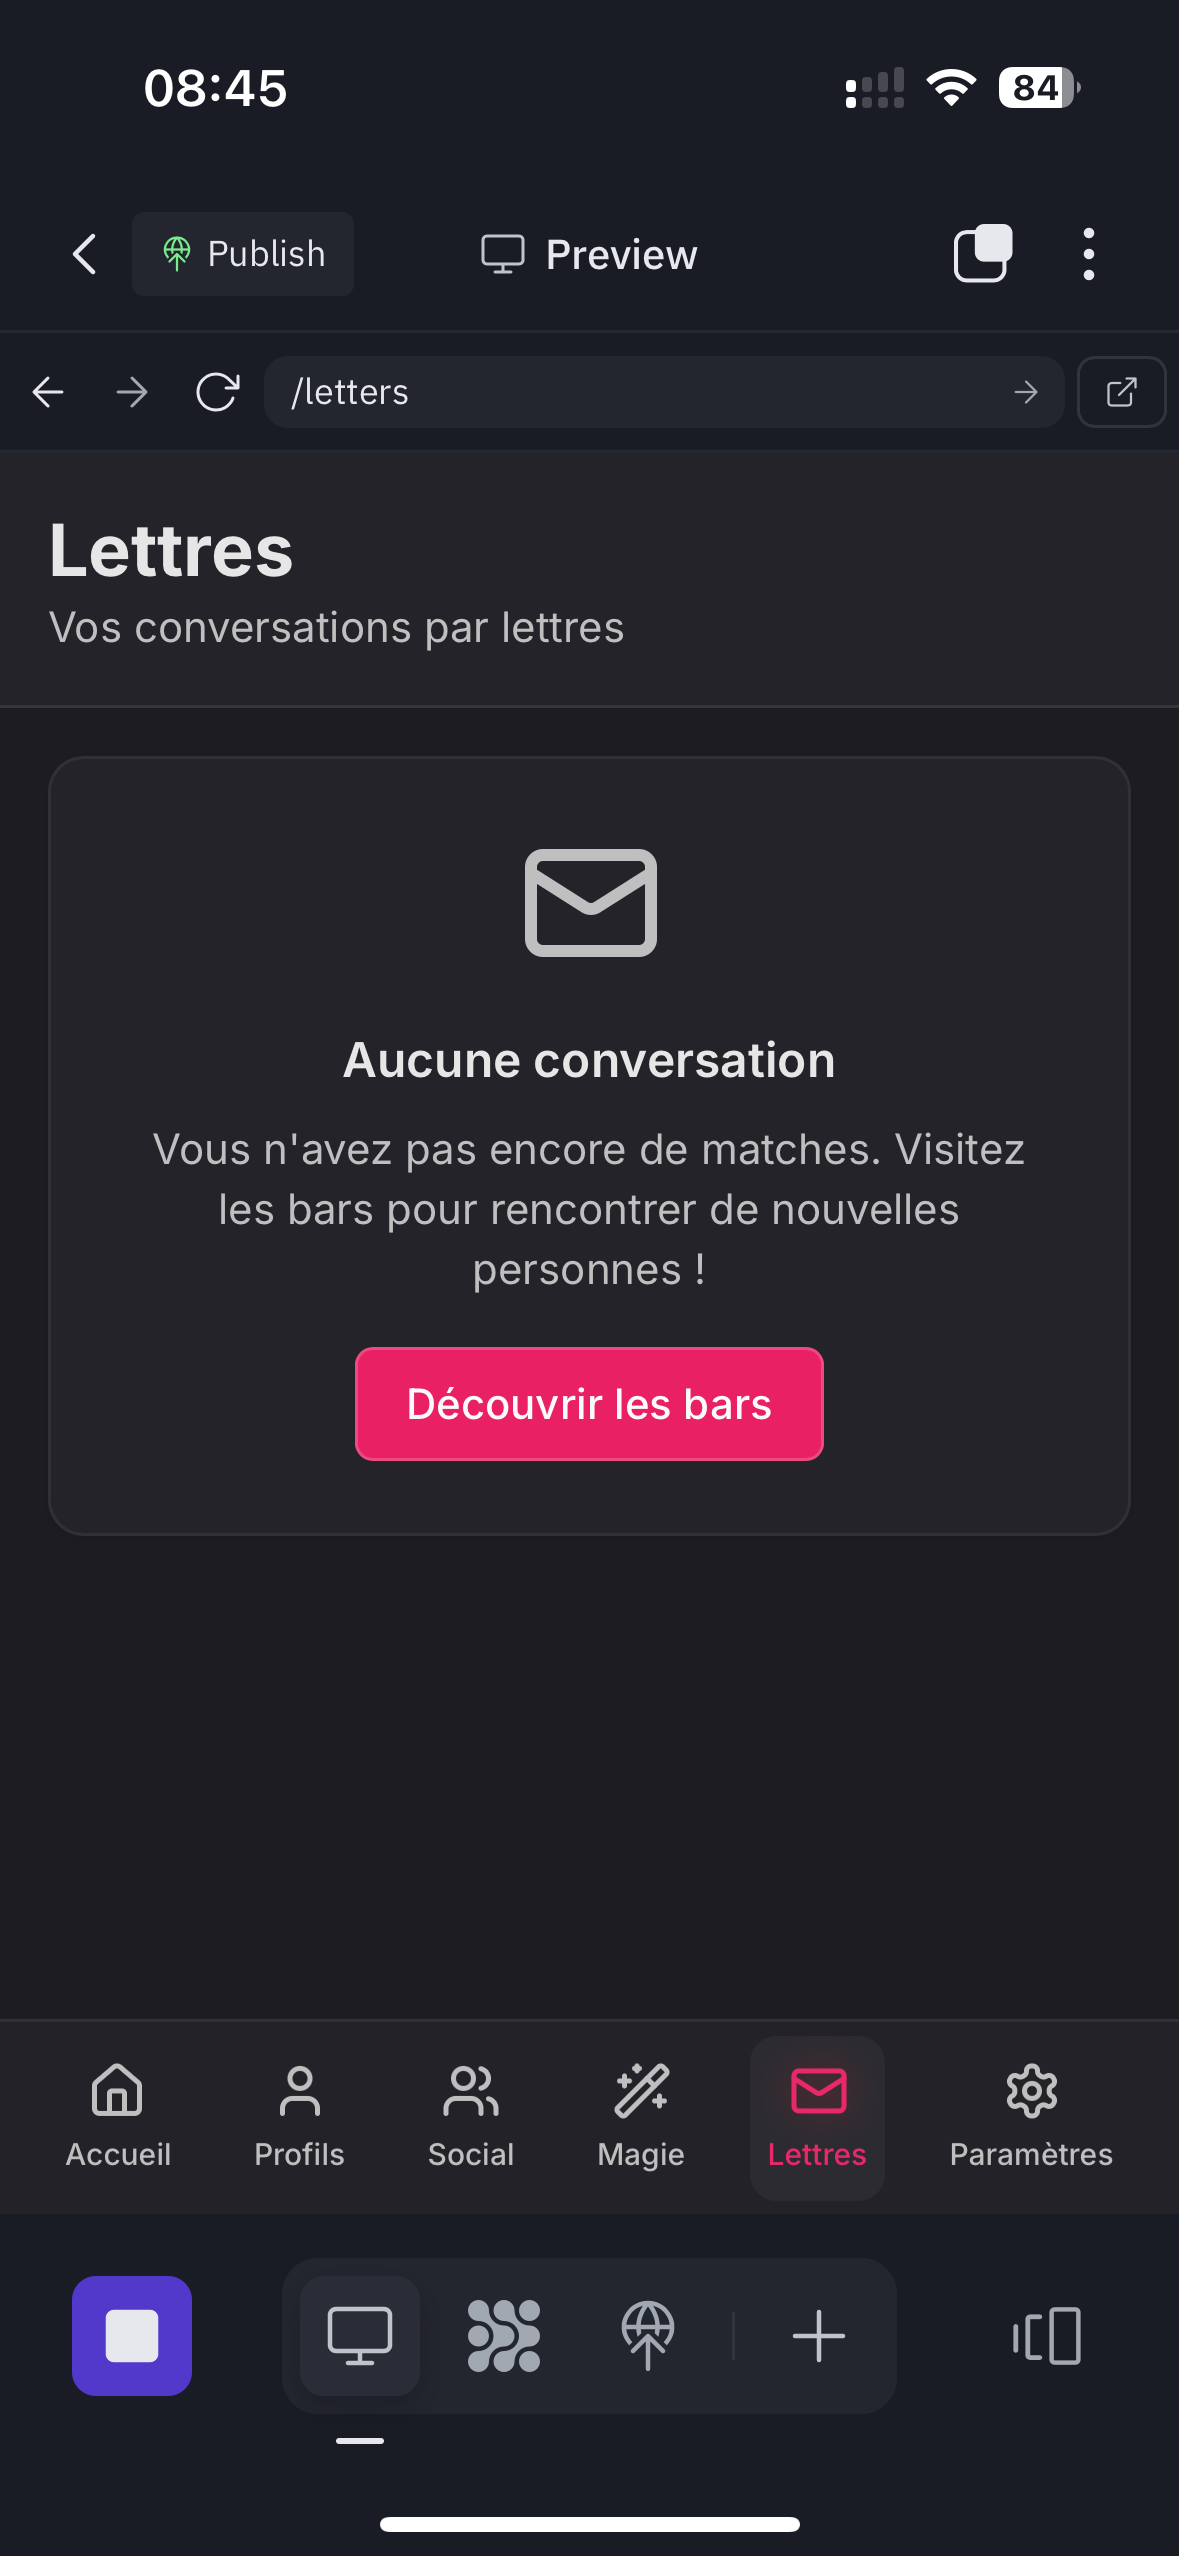 08:45
84
Publish
Preview
/letters
Lettres
Vos conversations par lettres
Aucune conversation
Vous n'avez pas encore de matches. Visitez
les bars pour rencontrer de nouvelles
personnes !
Découvrir les bars
Accueil
Profils
Social
Magie
Lettres
Paramètres